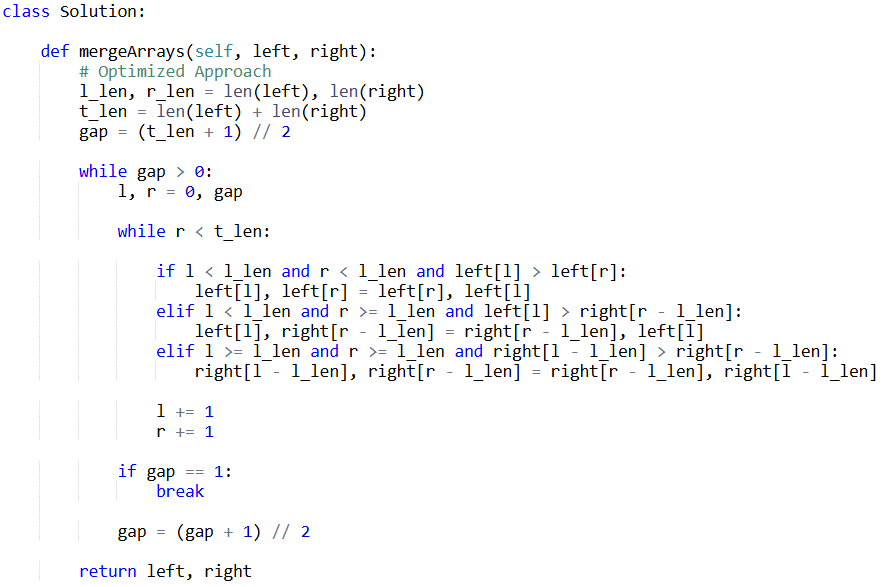 class Solution:
    def mergeArrays(self, left, right):
        # Optimized Approach
        l_len, r_len = len(left), len(right)
        t_len = len(left) + len(right)
        gap = (t_len + 1) // 2
        while gap > 0:
            l, r = 0, gap
            while r < t_len:
                if l < l_len and r < l_len and left[l] > left[r]:
                    left[l], left[r] = left[r], left[l]
                elif l < l_len and r >= l_len and left[l] > right[r - l_len]:
                    left[l], right[r - l_len] = right[r - l_len], left[l]
                elif l >= l_len and r >= l_len and right[l - l_len] > right[r - l_len]:
                    right[l - l_len], right[r - l_len] = right[r - l_len], right[l - l_len]
                l += 1
                r += 1
            if gap == 1:
                break
            gap = (gap + 1) // 2
        return left, right